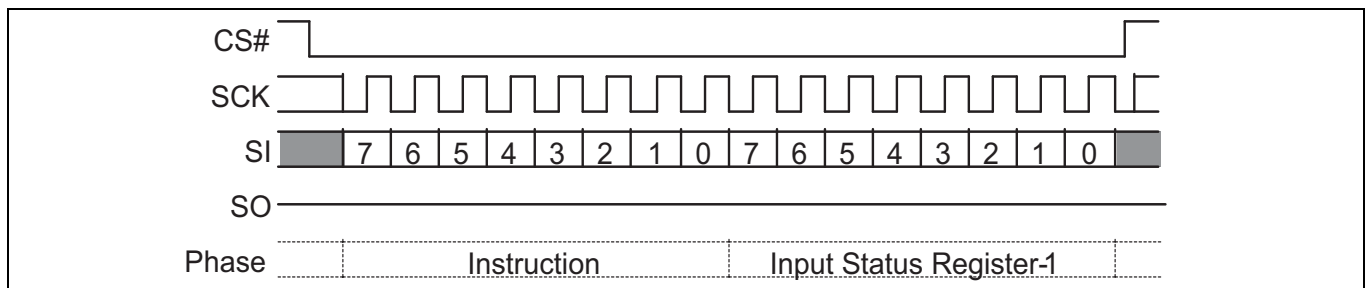 CS#
SCK
SI 7 6 5 4 3 2 1 0 7 6 5 4 3 2 1 0
SO
Phase Instruction Input Status Register-1